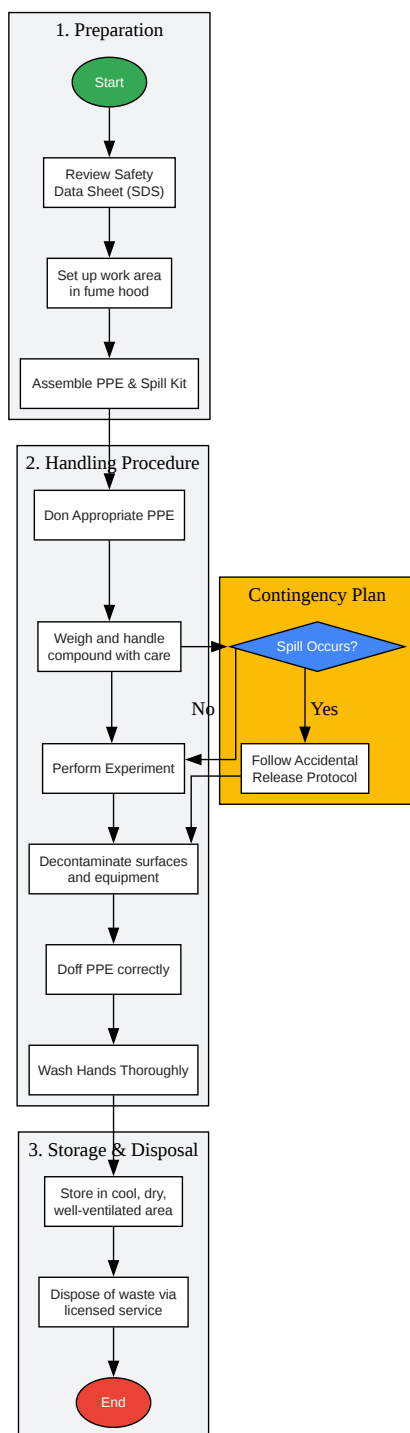 1. Preparation
Start
Review Safety
Data Sheet (SDS)
Set up work area
in fume hood
Assemble PPE & Spill Kit
2. Handling Procedure
Don Appropriate PPE
Contingency Plan
Weigh and handle
compound with care
Spill Occurs?
No
Yes
Perform Experiment
Follow Accidental
Release Protocol
Decontaminate surfaces
and equipment
Doff PPE correctly
Wash Hands Thoroughly
3. Storage & Disposal
Store in cool, dry,
well-ventilated area
Dispose of waste via
licensed service
End